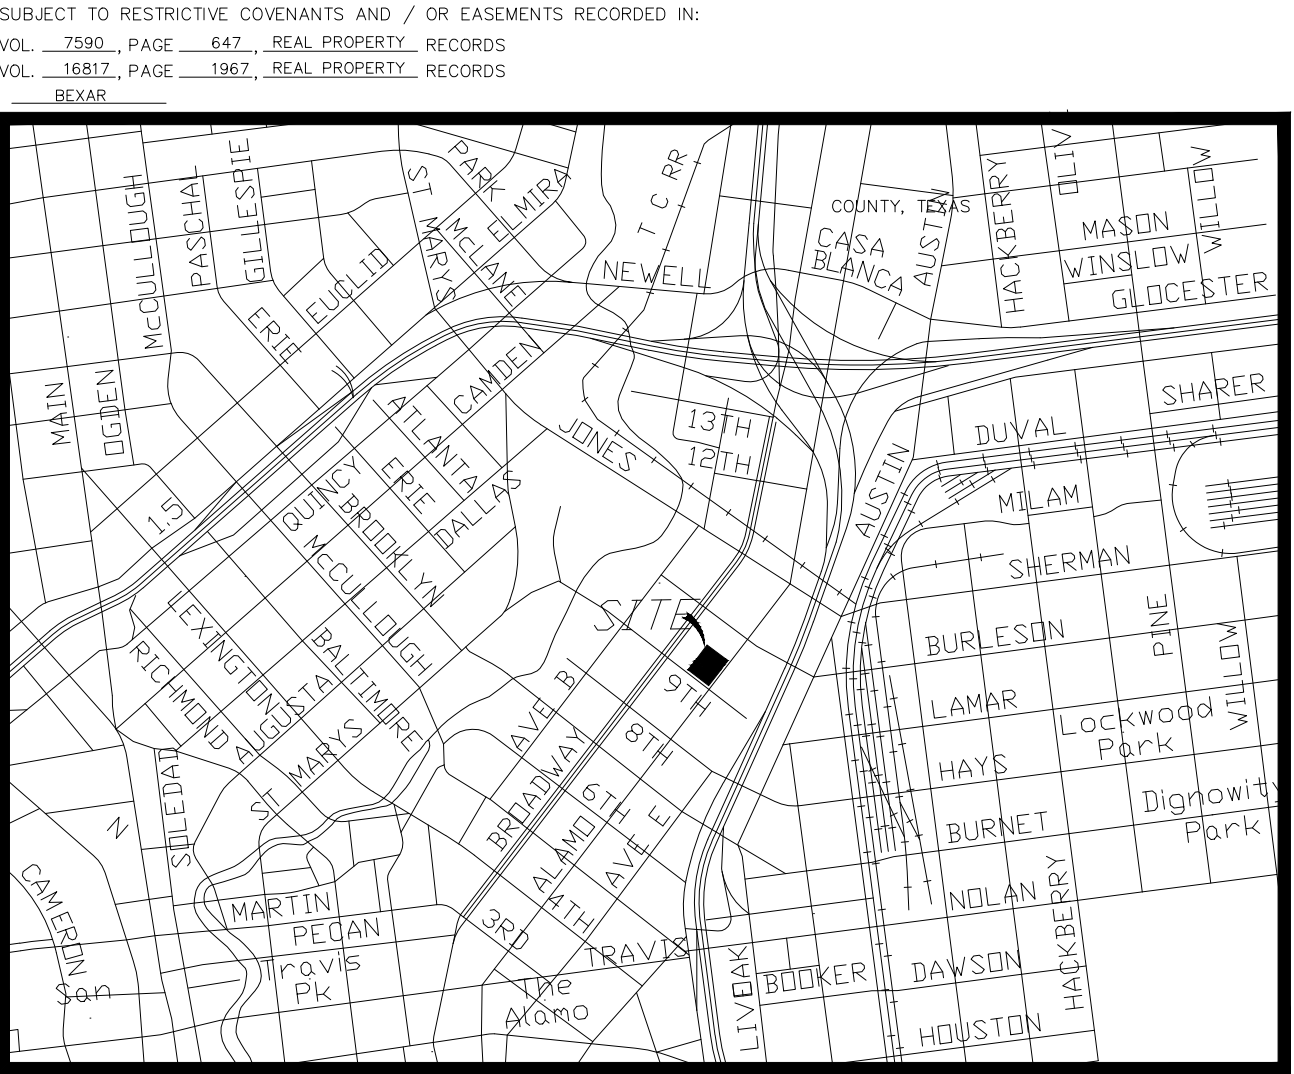 SUBJECT TO RESTRICTIVE COVENANTS AND / OR EASEMENTS RECORDED IN:
VOL. 7590, PAGE 647, REAL PROPERTY RECORDS
VOL. 16817, PAGE 1967, REAL PROPERTY RECORDS
BEXAR
COUNTY, TEXAS
McCULLOUGH
PASCHAL
GILLESPIE
ST MARYS
PARK
ELMIRA
McLANE
T C RR
NEWELL
CASA
BLANCA
AUSTIN
HACKBERRY
OLIV
WILLOW
MASON
WINSLOW
GLOCESTER
EUCLID
ERIE
MAIN
OGDEN
CAMDEN
ATLANTA
ERIE
DALLAS
JONES
13TH
12TH
SHARER
DUVAL
AUSTIN
MILAM
SHERMAN
1.5
QUINCY
BROOKLYN
McCULLOUGH
LEXINGTON
RICHMOND
AUGUSTA
BALTIMORE
ST MARYS
SITE
9TH
8TH
6TH
4TH
3RD
AVE B
BROADWAY
ALAMO
AVE E
BURLESON
PINE
WILLOW
LAMAR
Lockwood
Park
HAYS
Dignowity
Park
BURNET
NOLAN
HACKBERRY
DAWSON
HOUSTON
N
SOLEDAD
CAMERON
San
MARTIN
PECAN
Travis
Pk
TRAVIS
The
Alamo
LIVEOAK
BOOKER